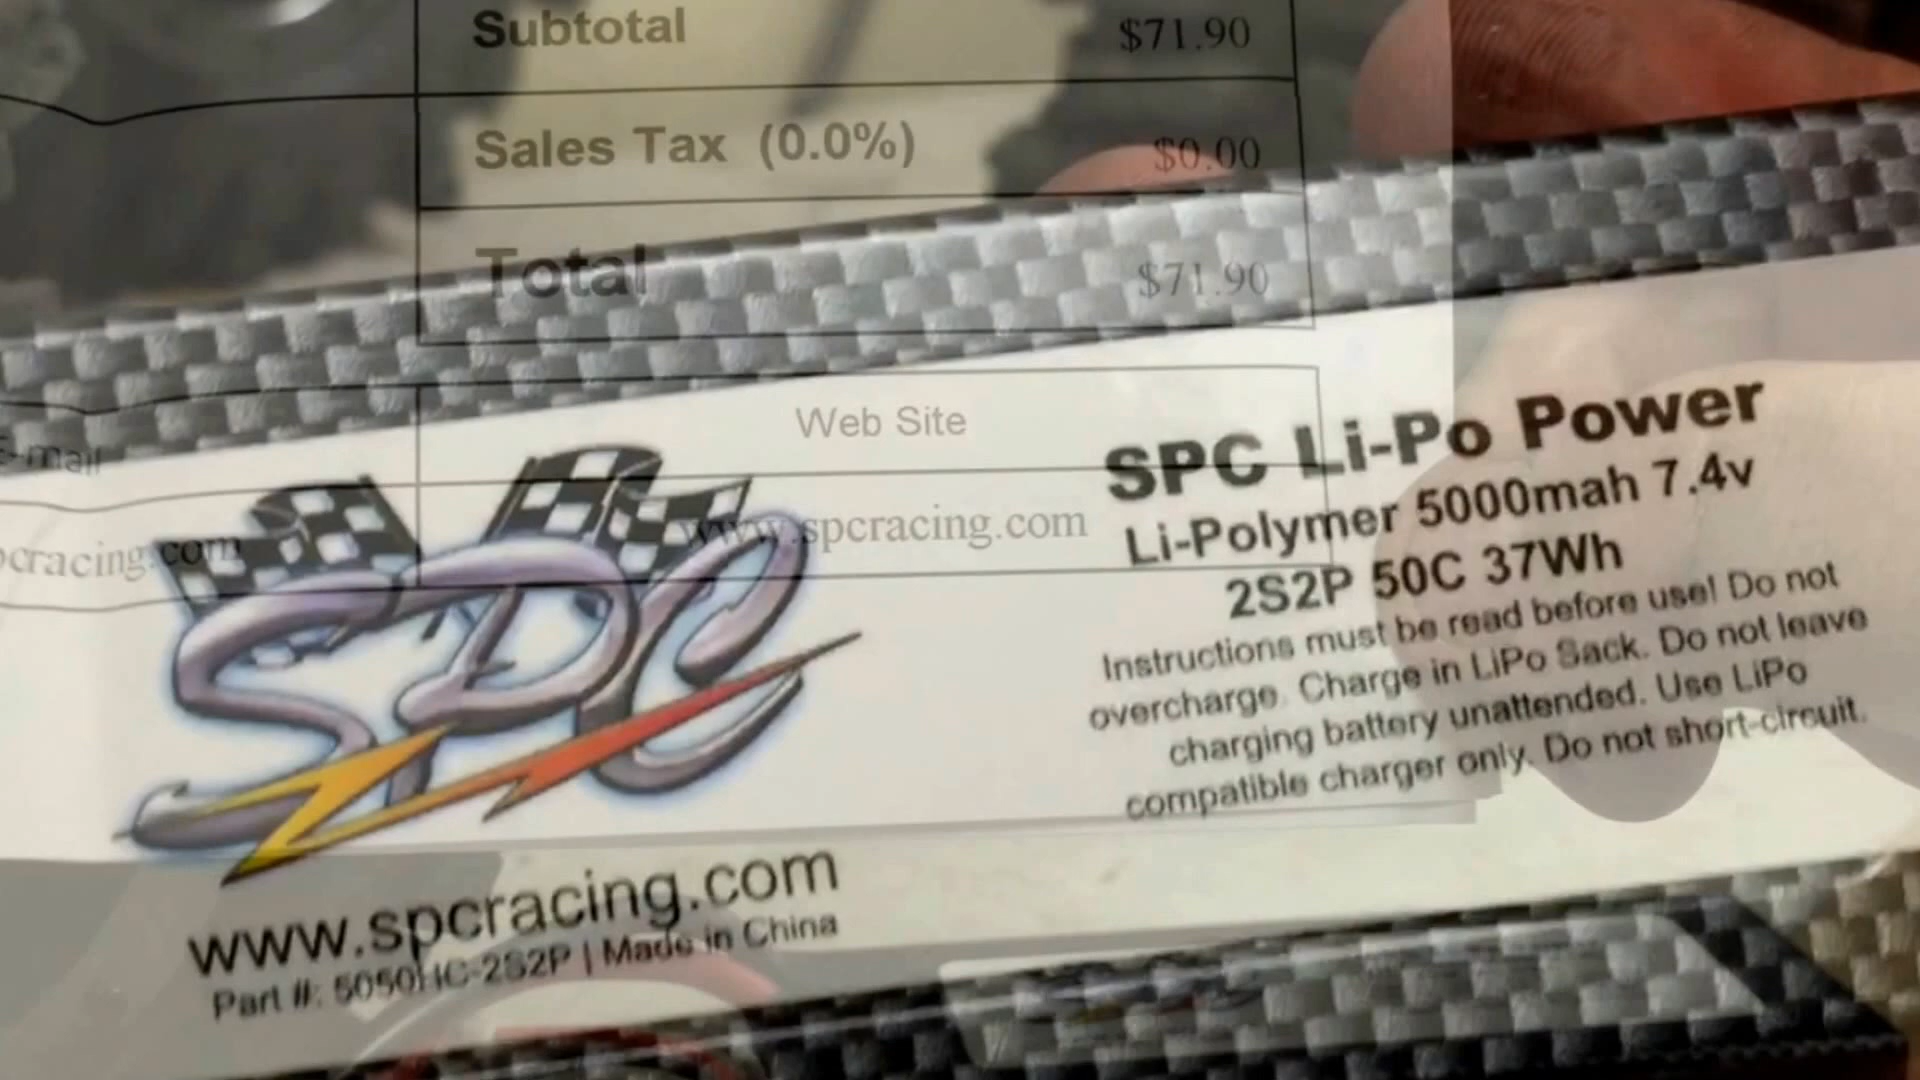 Subtotal $71.90
Sales Tax (0.0%) $0.00
Total $71.90
E-mail Web Site
pcracing.com www.spcracing.com
SPC
SPC Li-Po Power
Li-Polymer 5000mah 7.4v
2S2P 50C 37Wh
Instructions must be read before use! Do not
overcharge. Charge in LiPo Sack. Do not leave
charging battery unattended. Use LiPo
compatible charger only. Do not short-circuit.
www.spcracing.com
Part #: 5050HC-2S2P | Made in China